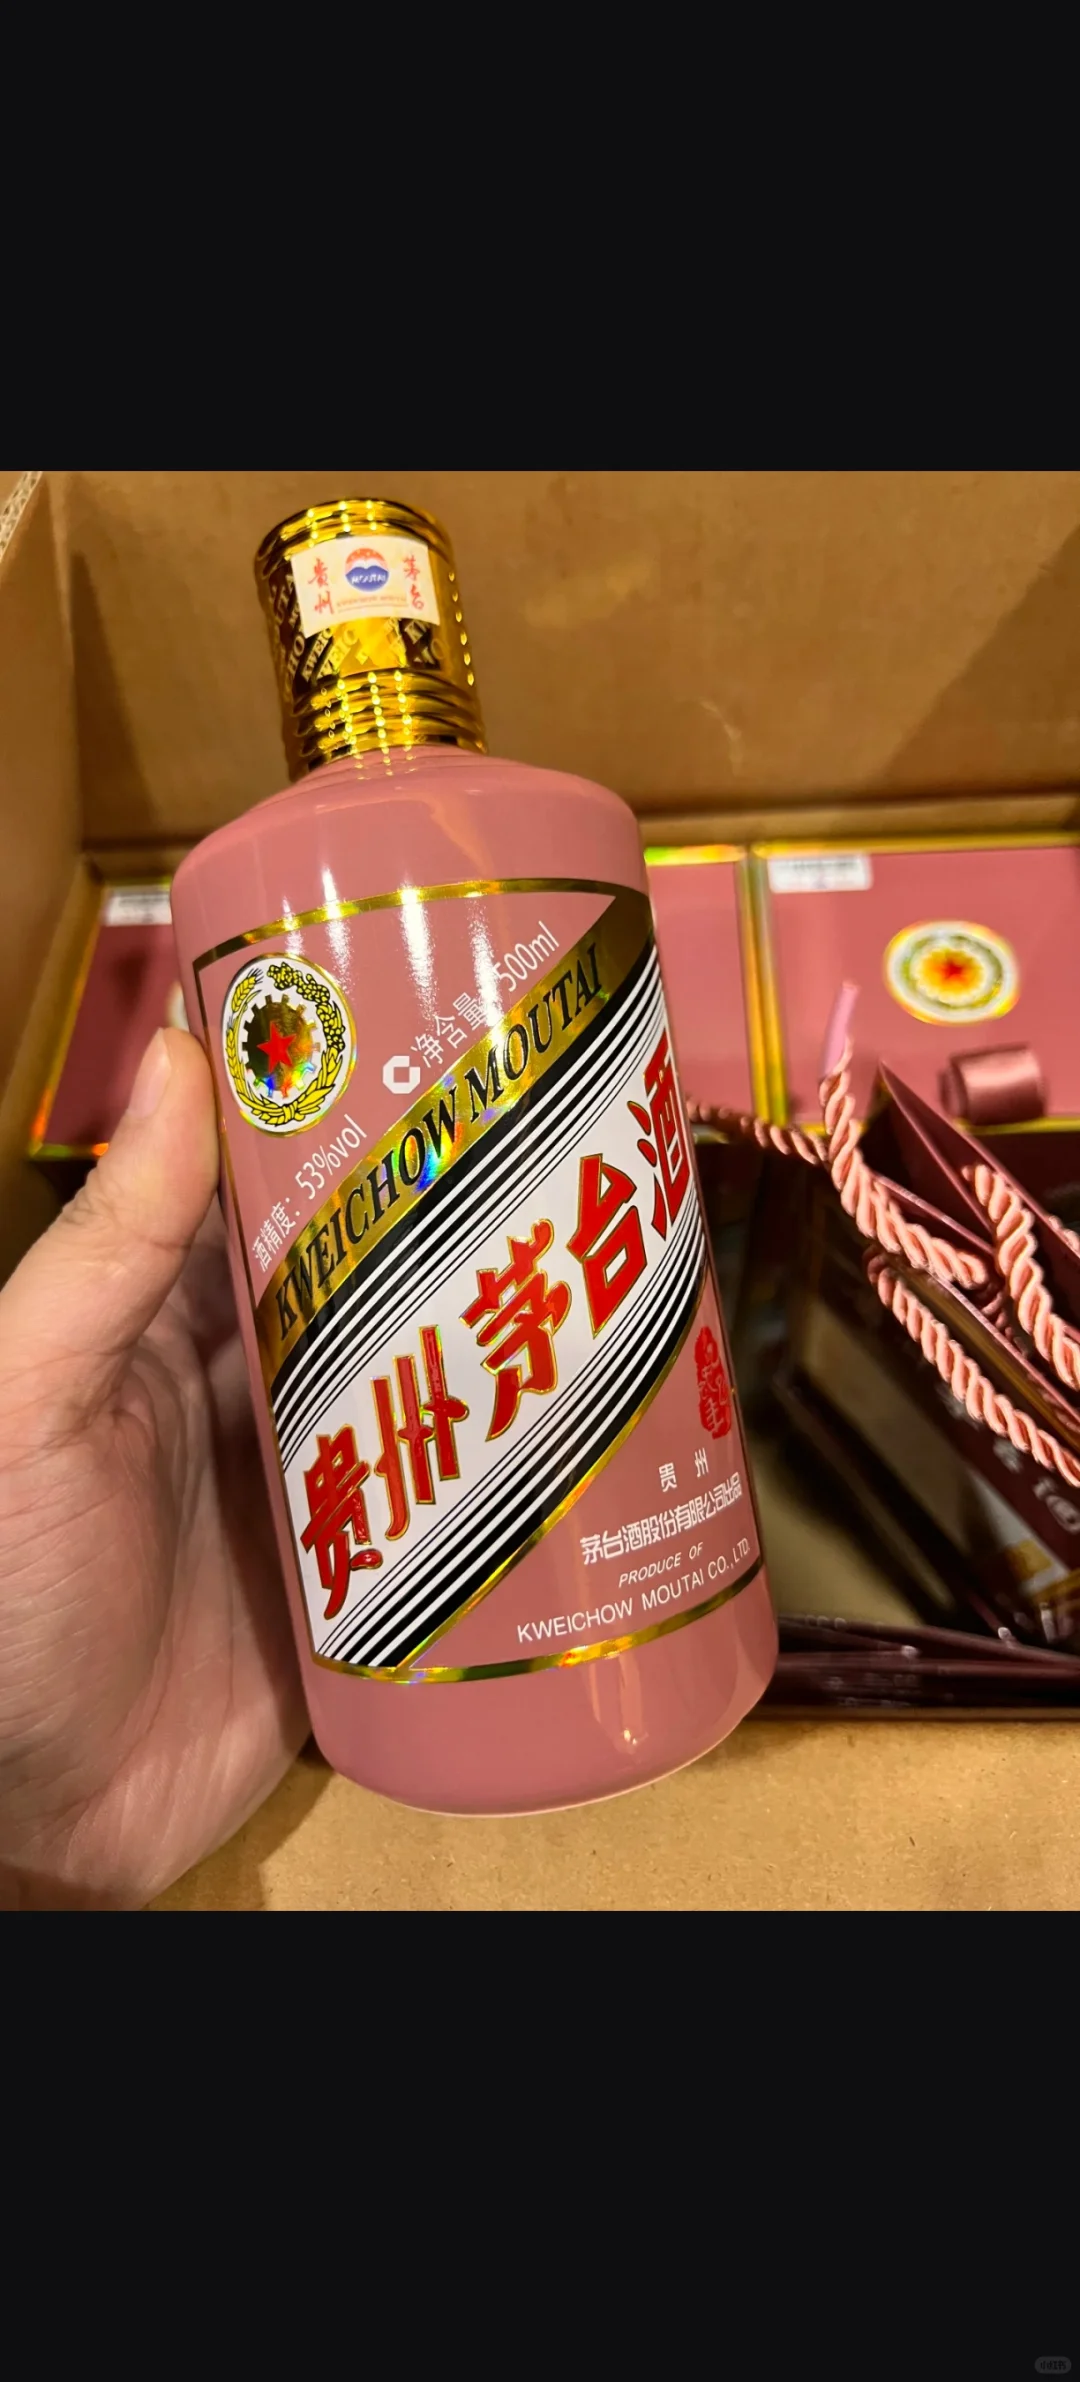 贵州 茅台
MOUTAI
净含量：500ml
酒精度：53%vol
KWEICHOW MOUTAI
贵州茅台酒
贵州
茅台酒股份有限公司出品
PRODUCE OF
KWEICHOW MOUTAI CO., LTD.